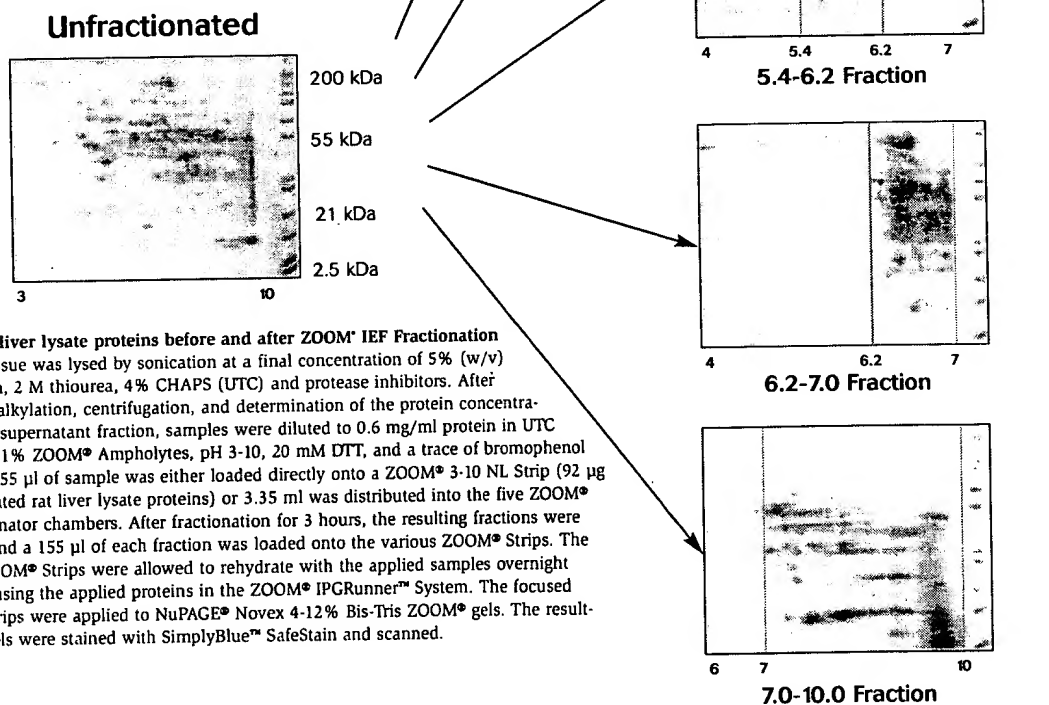 Unfractionated
200 kDa
55 kDa
21 kDa
2.5 kDa
3 10
liver lysate proteins before and after ZOOM® IEF Fractionation
sue was lysed by sonication at a final concentration of 5% (w/v)
, 2 M thiourea, 4% CHAPS (UTC) and protease inhibitors. After
alkylation, centrifugation, and determination of the protein concentra-
supernatant fraction, samples were diluted to 0.6 mg/ml protein in UTC
1% ZOOM® Ampholytes, pH 3-10, 20 mM DTT, and a trace of bromophenol
55 µl of sample was either loaded directly onto a ZOOM® 3-10 NL Strip (92 µg
ted rat liver lysate proteins) or 3.35 ml was distributed into the five ZOOM®
nator chambers. After fractionation for 3 hours, the resulting fractions were
nd a 155 µl of each fraction was loaded onto the various ZOOM® Strips. The
OM® Strips were allowed to rehydrate with the applied samples overnight
sing the applied proteins in the ZOOM® IPGRunner™ System. The focused
rips were applied to NuPAGE® Novex 4-12% Bis-Tris ZOOM® gels. The result-
ls were stained with SimplyBlue™ SafeStain and scanned.
4 5.4 6.2 7
5.4-6.2 Fraction
4 6.2 7
6.2-7.0 Fraction
6 7 10
7.0-10.0 Fraction